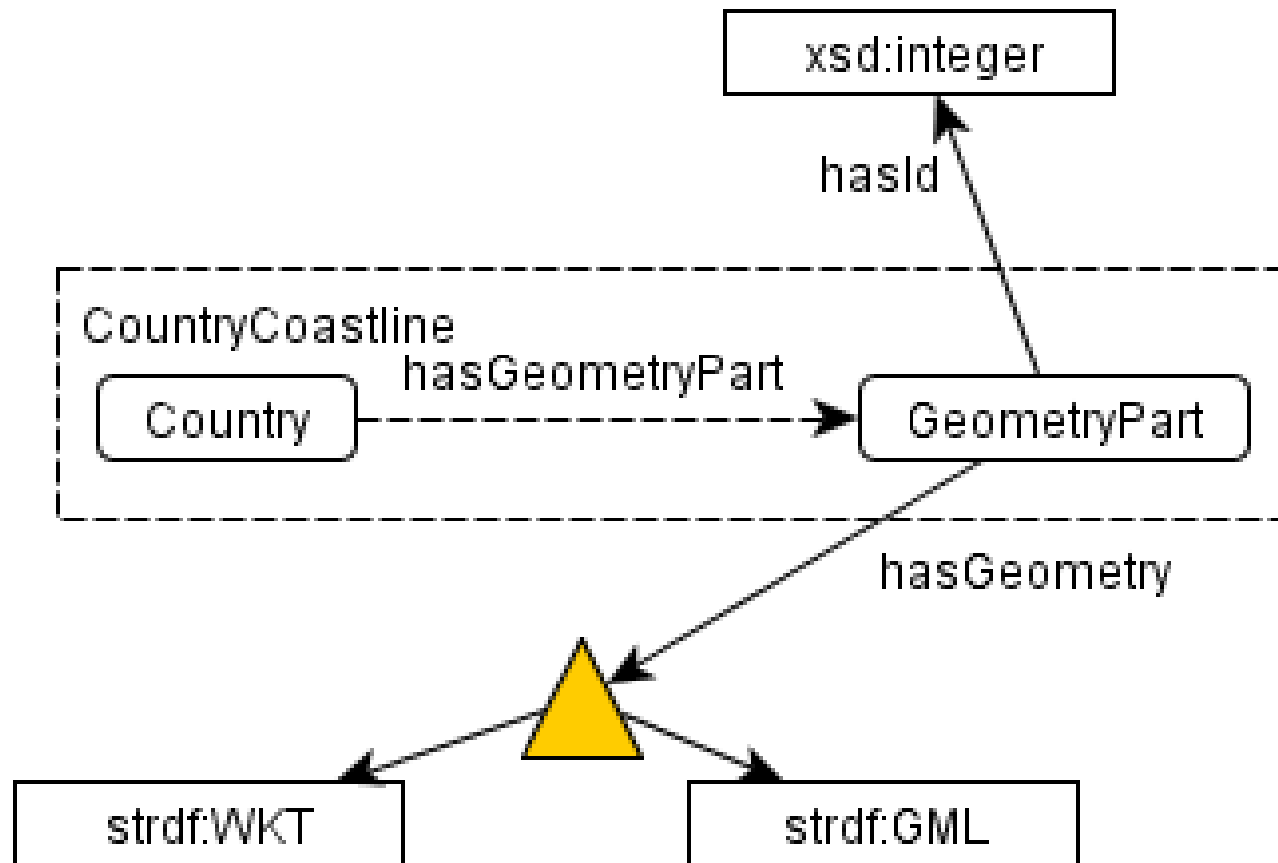 xsd:integer
hasId
CountryCoastline
hasGeometryPart
Country
GeometryPart
hasGeometry
strdf:WKT
strdf:GML